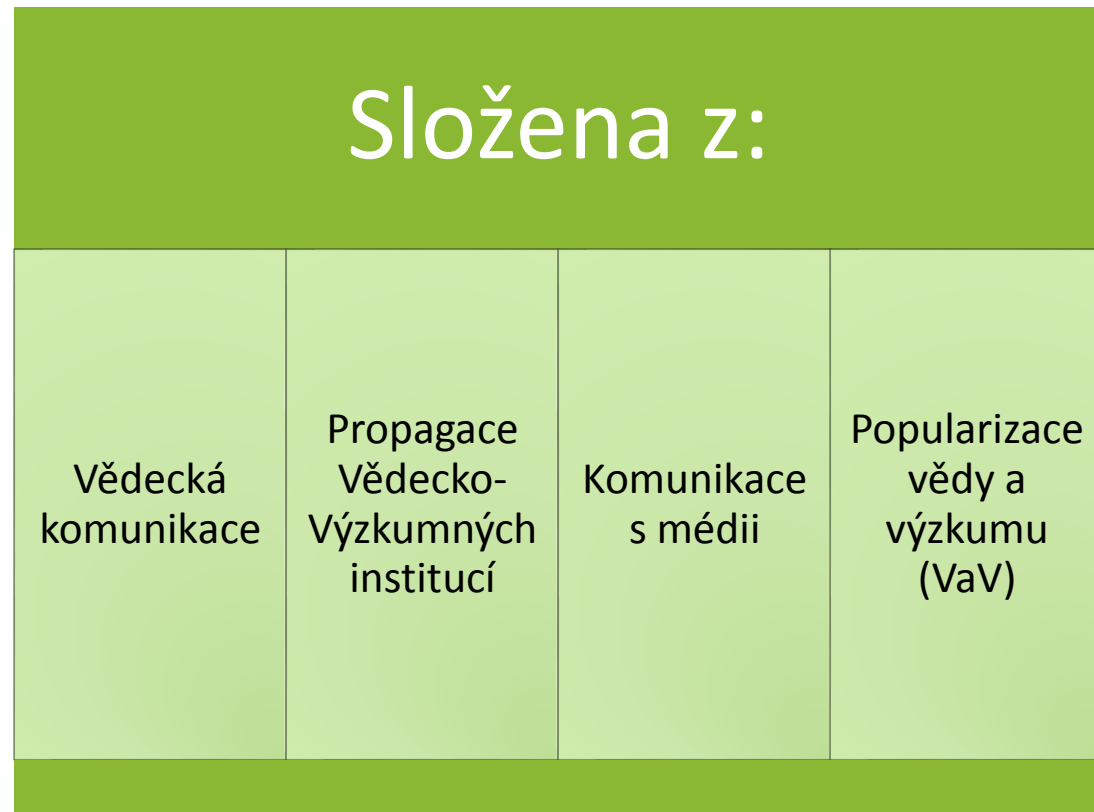 Složena z:
Vědecká
komunikace
Propagace
Vědecko-
Výzkumných
institucí
Komunikace
s médii
Popularizace
vědy a
výzkumu
(VaV)